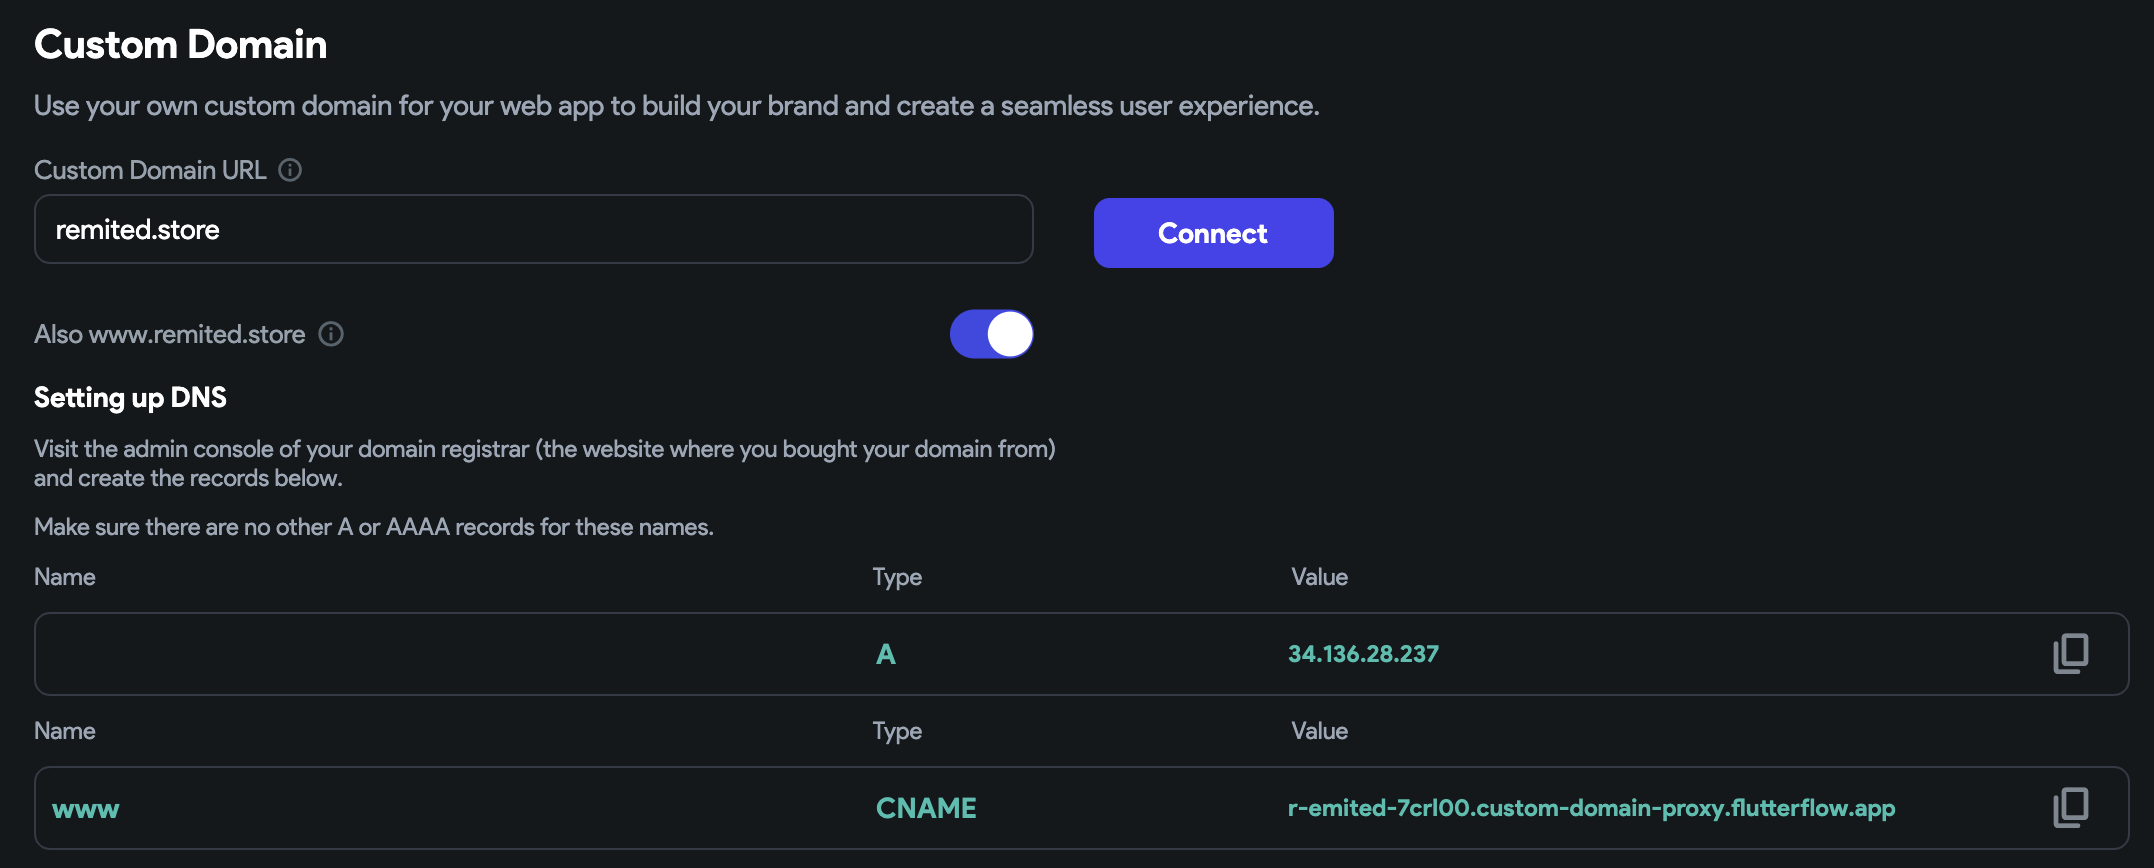 Custom Domain
Use your own custom domain for your web app to build your brand and create a seamless user experience.
Custom Domain URL
remited.store
Connect
Also www.remited.store
Setting up DNS
Visit the admin console of your domain registrar (the website where you bought your domain from)
and create the records below.
Make sure there are no other A or AAAA records for these names.
Name Type Value
A 34.136.28.237
Name Type Value
www CNAME r-emited-7crl00.custom-domain-proxy.flutterflow.app